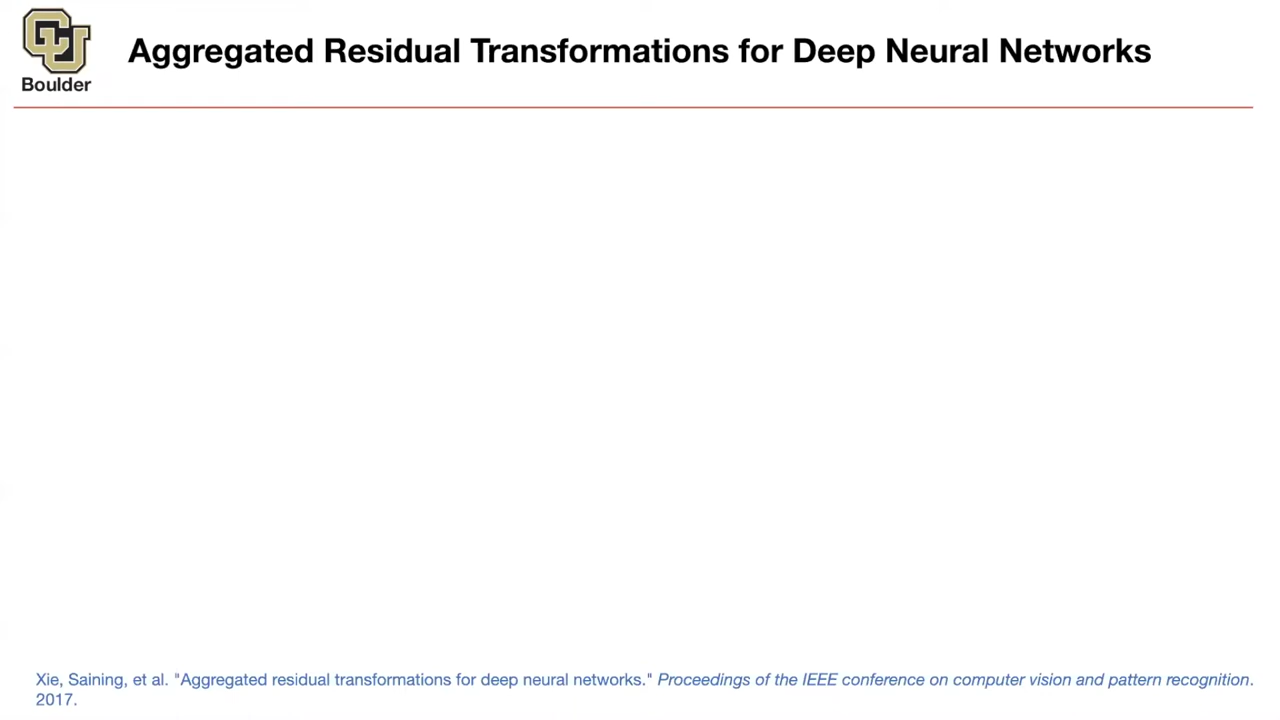 Aggregated Residual Transformations for Deep Neural Networks
CU
Boulder
Xie, Saining, et al. "Aggregated residual transformations for deep neural networks." Proceedings of the IEEE conference on computer vision and pattern recognition.
2017.